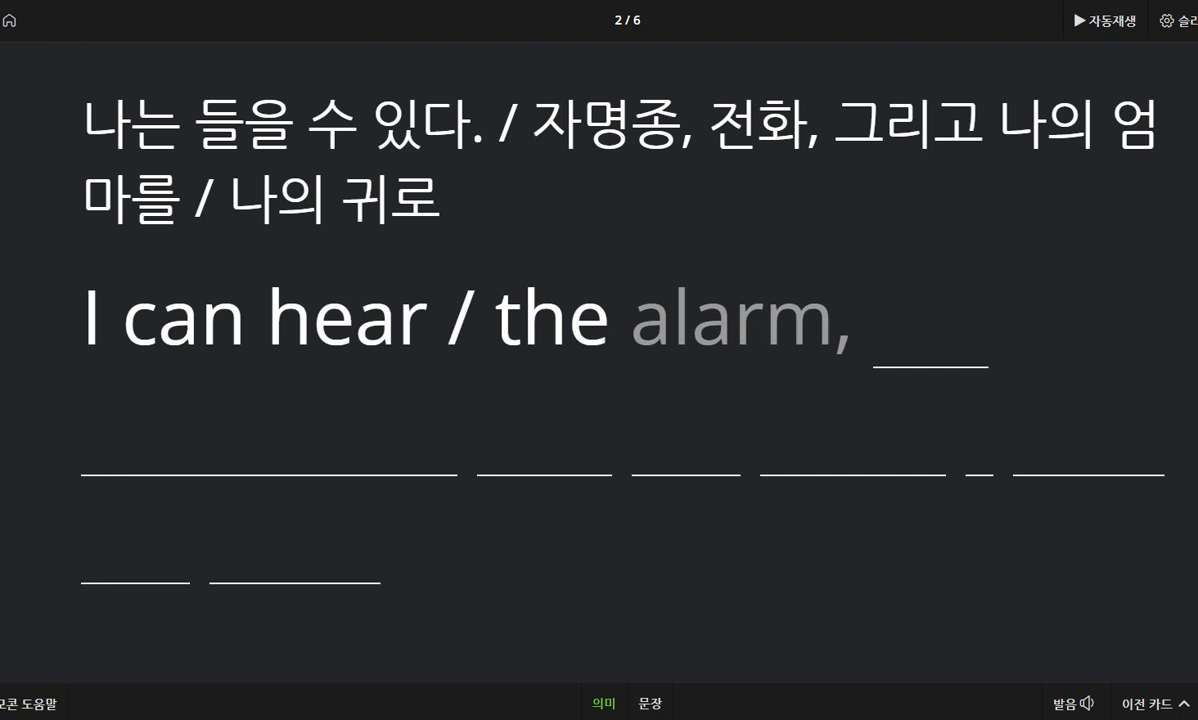 2 / 6
자동재생
나는 들을 수 있다. / 자명종, 전화, 그리고 나의 엄
마를 / 나의 귀로
I can hear / the alarm,
도움말
의미
문장
발음
이전 카드